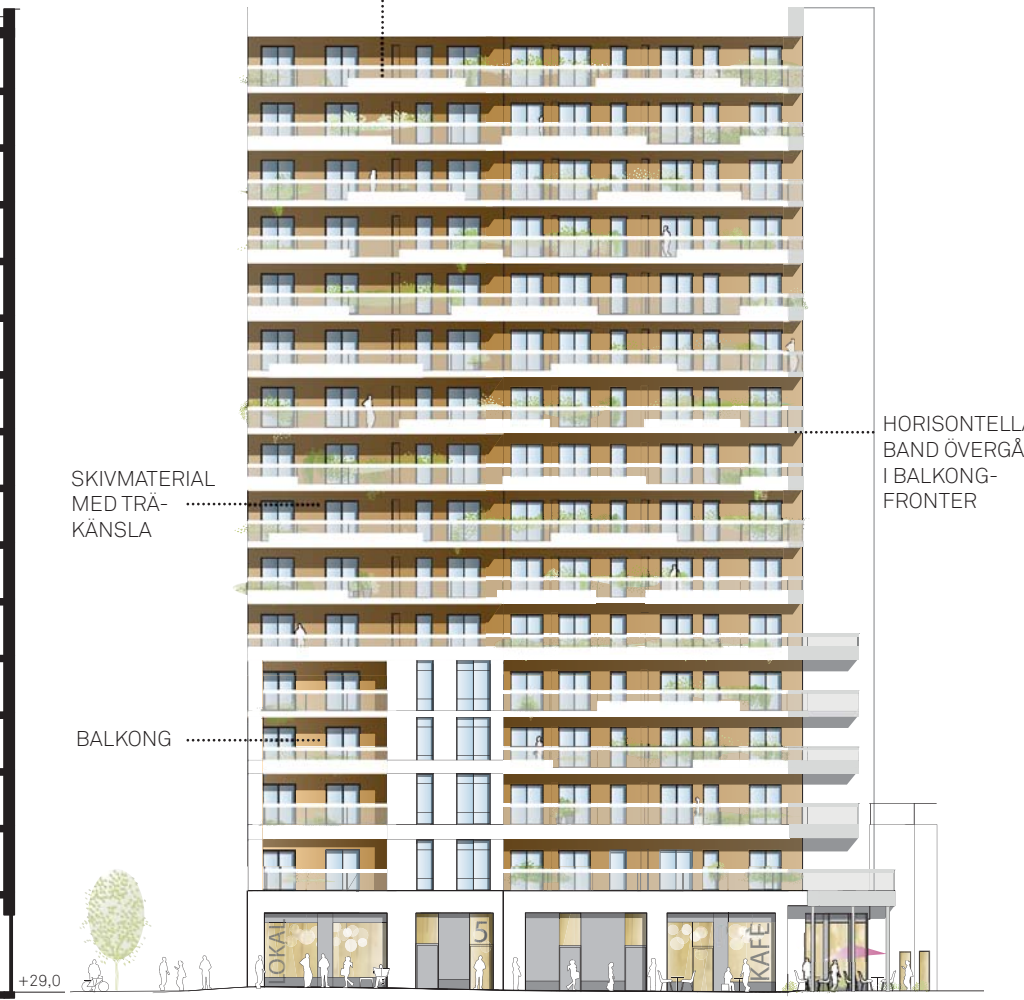 SKIVMATERIAL
MED TRÄ-
KÄNSLA
HORISONTELLA
BAND ÖVERGÅ
I BALKONG-
FRONTER
BALKONG
LOKAL
5
KAFÉ
+29,0